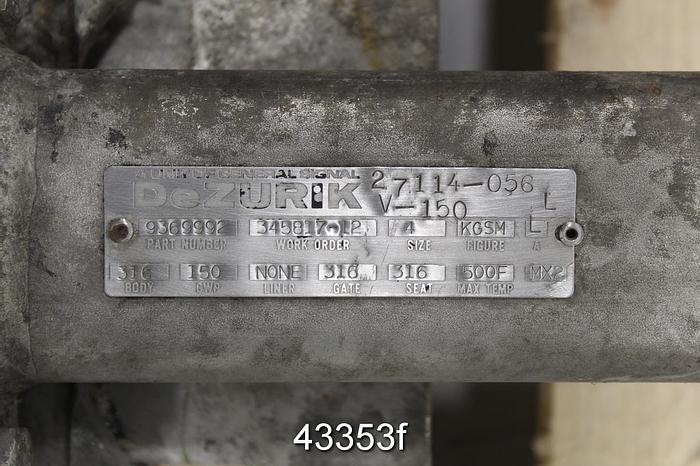 A UNIT OF GENERAL SIGNAL
DeZURIK 27114-056
V-150 L
9369992 345817-12 4 KGSM L
PART NUMBER WORK ORDER SIZE FIGURE A
316 150 NONE 316 316 500F MX2
BODY CWP LINER GATE SEAT MAX TEMP
43353f